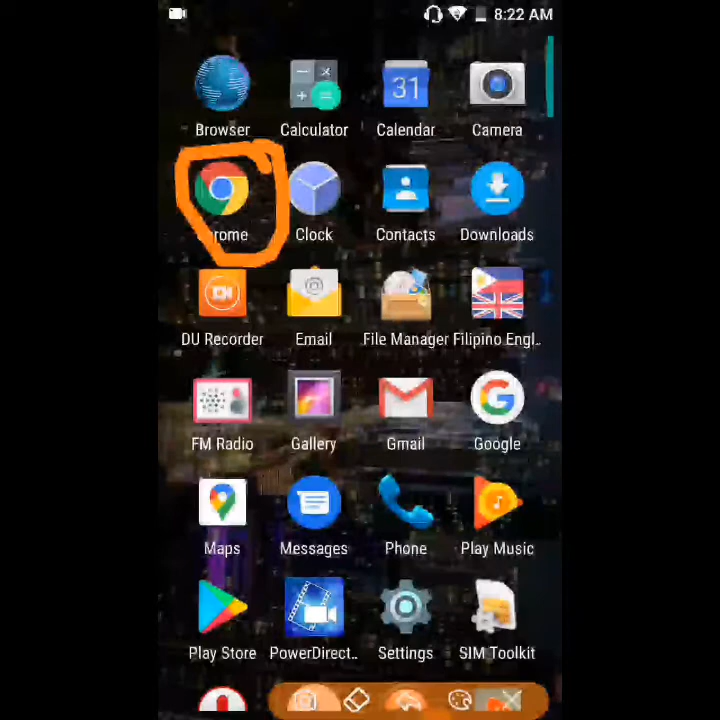 8:22 AM
Browser Calculator Calendar Camera
31
rome Clock Contacts Downloads
DU Recorder Email File Manager Filipino Engl..
FM Radio Gallery Gmail Google
Maps Messages Phone Play Music
Play Store PowerDirect.. Settings SIM Toolkit